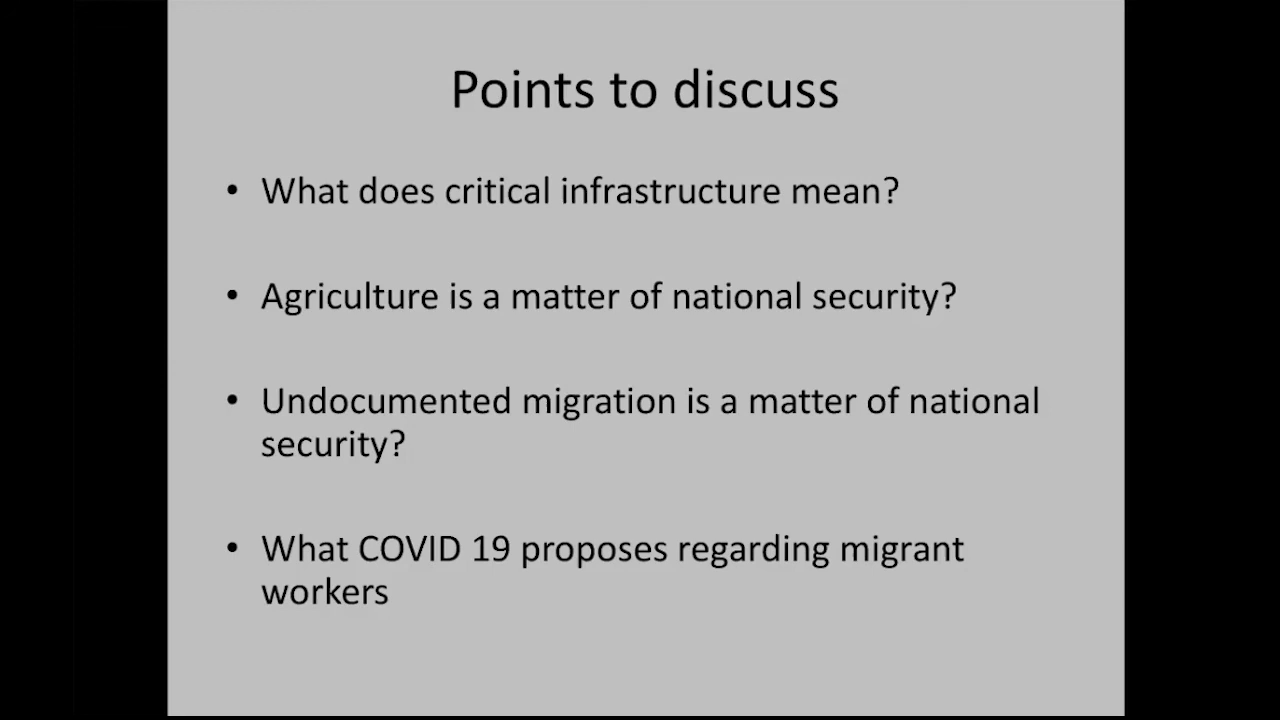 Points to discuss
• What does critical infrastructure mean?
• Agriculture is a matter of national security?
• Undocumented migration is a matter of national
security?
• What COVID 19 proposes regarding migrant
workers